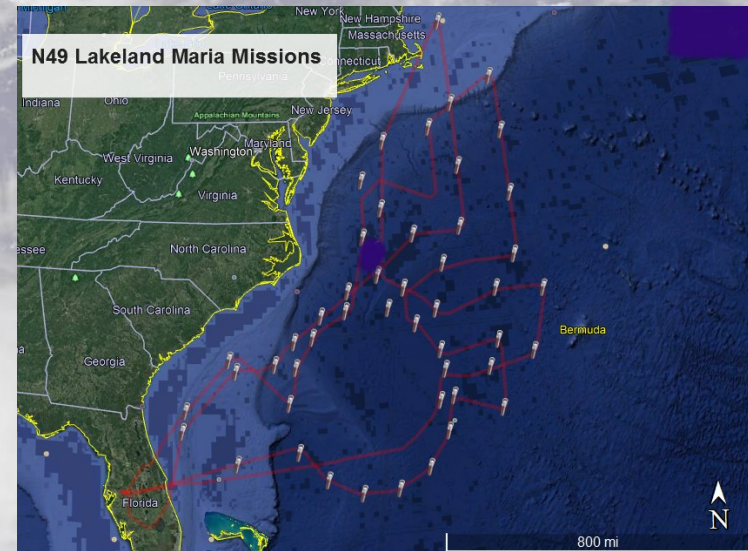 New York
New Hampshire
Massachusetts
N49 Lakeland Maria Missions
Connecticut
Pennsylvania
Indiana
Ohio
New Jersey
Appalachian Mountains
West Virginia
Washington
Maryland
Kentucky
Virginia
North Carolina
South Carolina
Georgia
Bermuda
Florida
N
800 mi